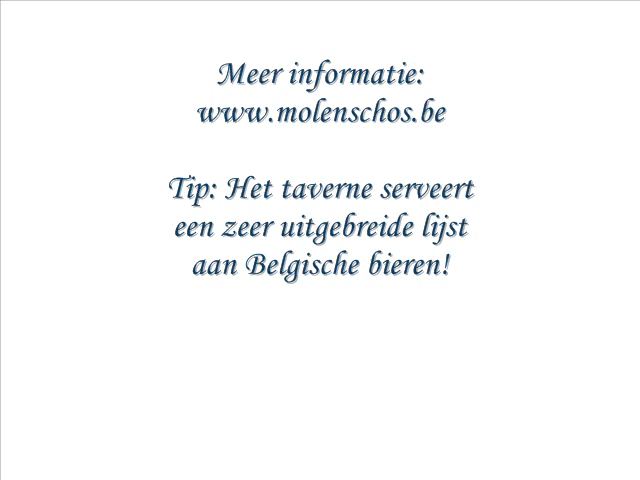 Meer informatie:
www.molenschos.be
Tip: Het taverne serveert
een zeer uitgebreide lijst
aan Belgische bieren!